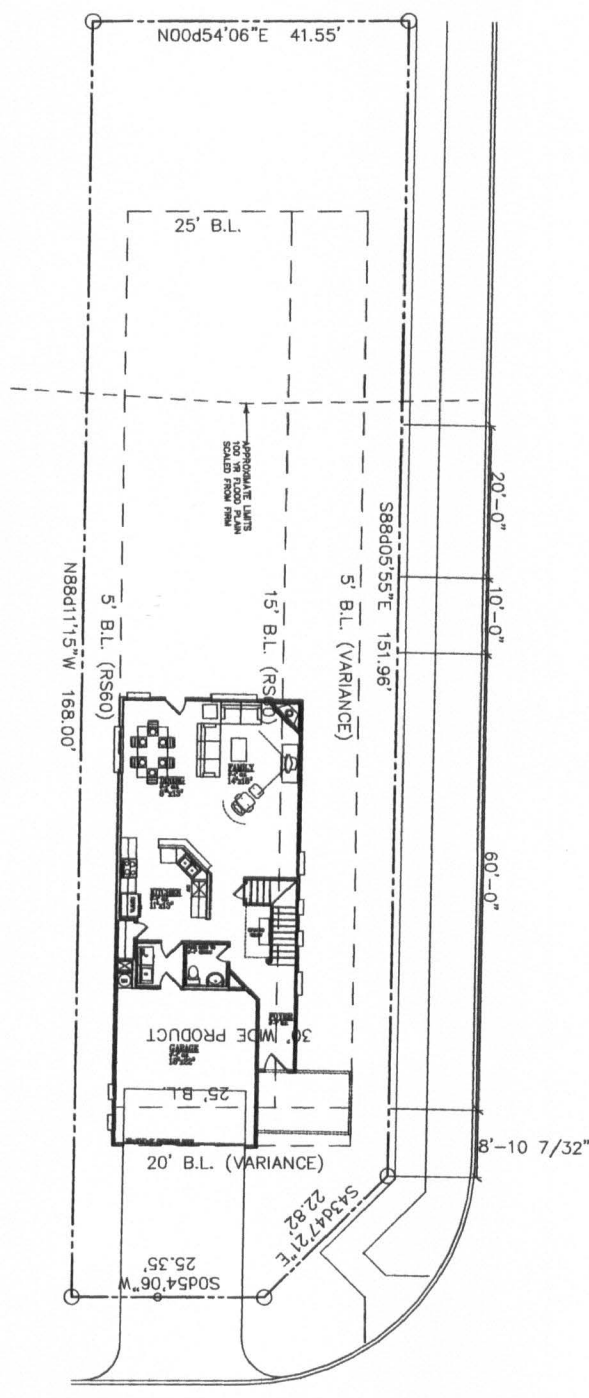 N00d54'06"E 41.55'
25' B.L.
APPROXIMATE LIMITS
100 YR FLOOD PLAIN
SCALED FROM FIRM
20'-0"
10'-0"
S88d05'55"E 151.96'
5' B.L. (VARIANCE)
15' B.L.
5' B.L. (RS60)
N88d11'15"W 168.00'
FAMILY
DINING
60'-0"
KITCHEN
FOYER
30' WIDE PRODUCT
GARAGE
25' B.L.
8'-10 7/32"
20' B.L. (VARIANCE)
S43d47'21"E
22.82'
S0d54'06"W
25.35'